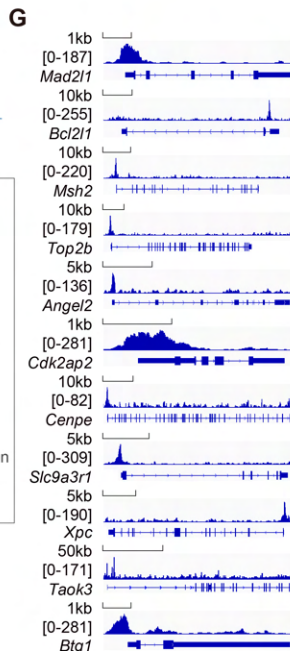 G
1kb
[0-187]
Mad2l1
10kb
[0-255]
Bcl2l1
10kb
[0-220]
Msh2
10kb
[0-179]
Top2b
5kb
[0-136]
Angel2
1kb
[0-281]
Cdk2ap2
10kb
[0-82]
Cenpe
5kb
[0-309]
n
Slc9a3r1
5kb
[0-190]
Xpc
50kb
[0-171]
Taok3
1kb
[0-281]
Btg1